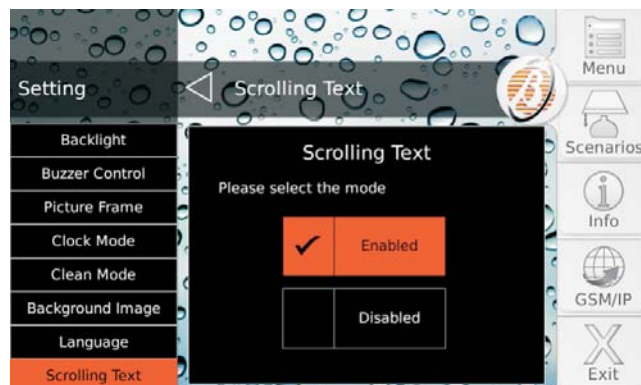 Setting
Scrolling Text
Backlight
Buzzer Control
Picture Frame
Clock Mode
Clean Mode
Background Image
Language
Scrolling Text
Scrolling Text
Please select the mode
Enabled
Disabled
Menu
Scenarios
Info
GSM/IP
Exit